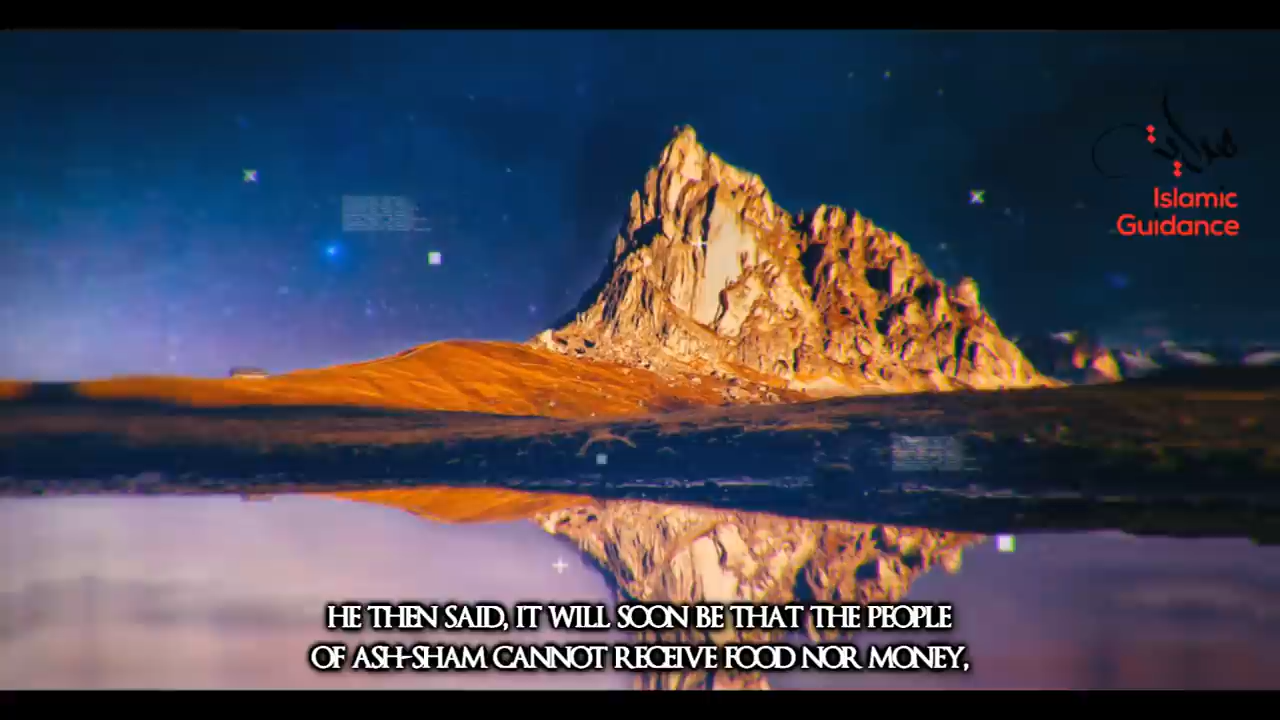 Islamic
Guidance
HE THEN SAID, IT WILL SOON BE THAT THE PEOPLE
OF ASH-SHAM CANNOT RECEIVE FOOD NOR MONEY,